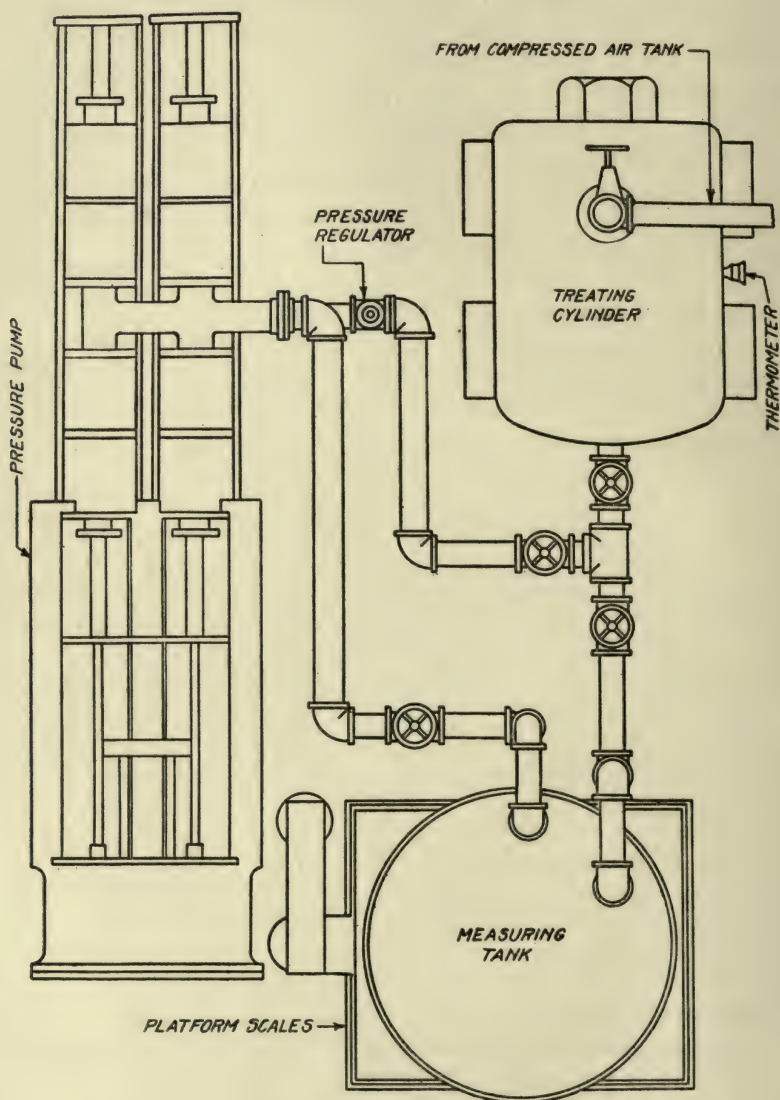 FROM COMPRESSED AIR TANK
PRESSURE
REGULATOR
TREATING
CYLINDER
THERMOMETER
PRESSURE PUMP
MEASURING
TANK
PLATFORM SCALES